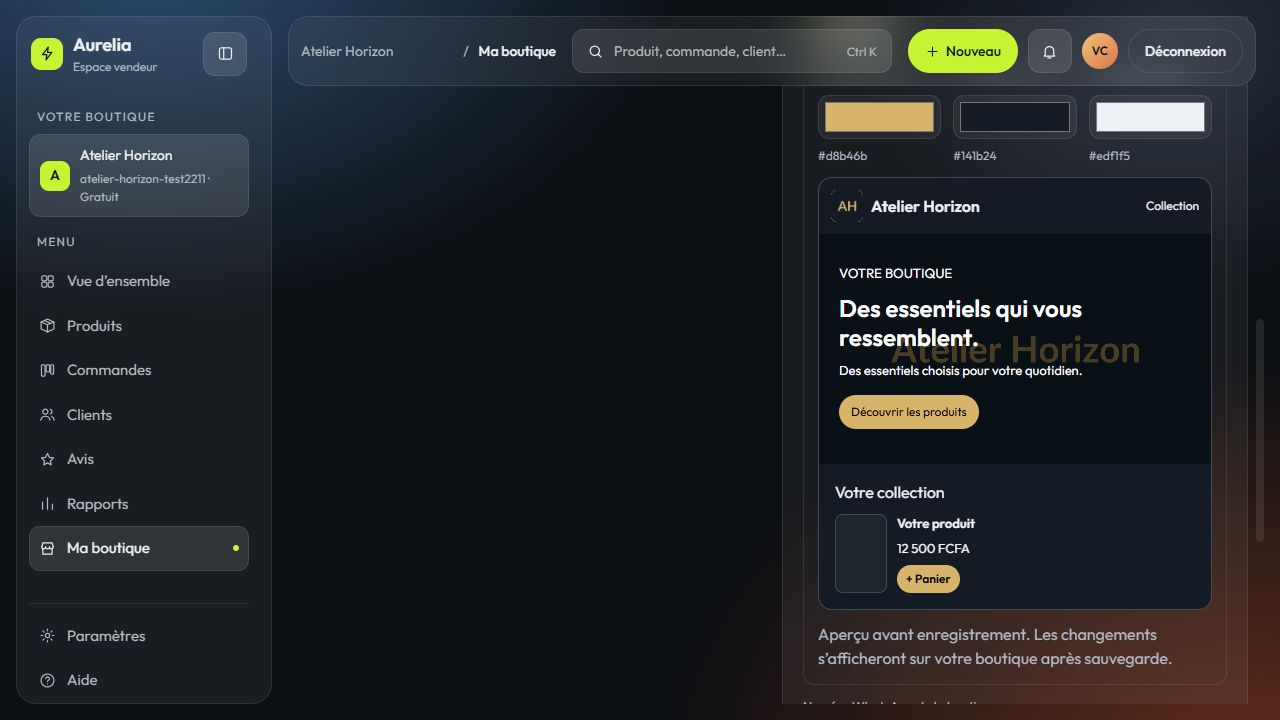 Aurelia
Espace vendeur
VOTRE BOUTIQUE
A
Atelier Horizon
atelier-horizon-test2211 ·
Gratuit
MENU
Vue d'ensemble
Produits
Commandes
Clients
Avis
Rapports
Ma boutique
Paramètres
Aide
Atelier Horizon / Ma boutique
Produit, commande, client... Ctrl K
+ Nouveau
VC
Déconnexion
#d8b46b #141b24 #edf1f5
AH Atelier Horizon Collection
VOTRE BOUTIQUE
Des essentiels qui vous
ressemblent.
Atelier Horizon
Des essentiels choisis pour votre quotidien.
Découvrir les produits
Votre collection
Votre produit
12 500 FCFA
+ Panier
Aperçu avant enregistrement. Les changements
s'afficheront sur votre boutique après sauvegarde.